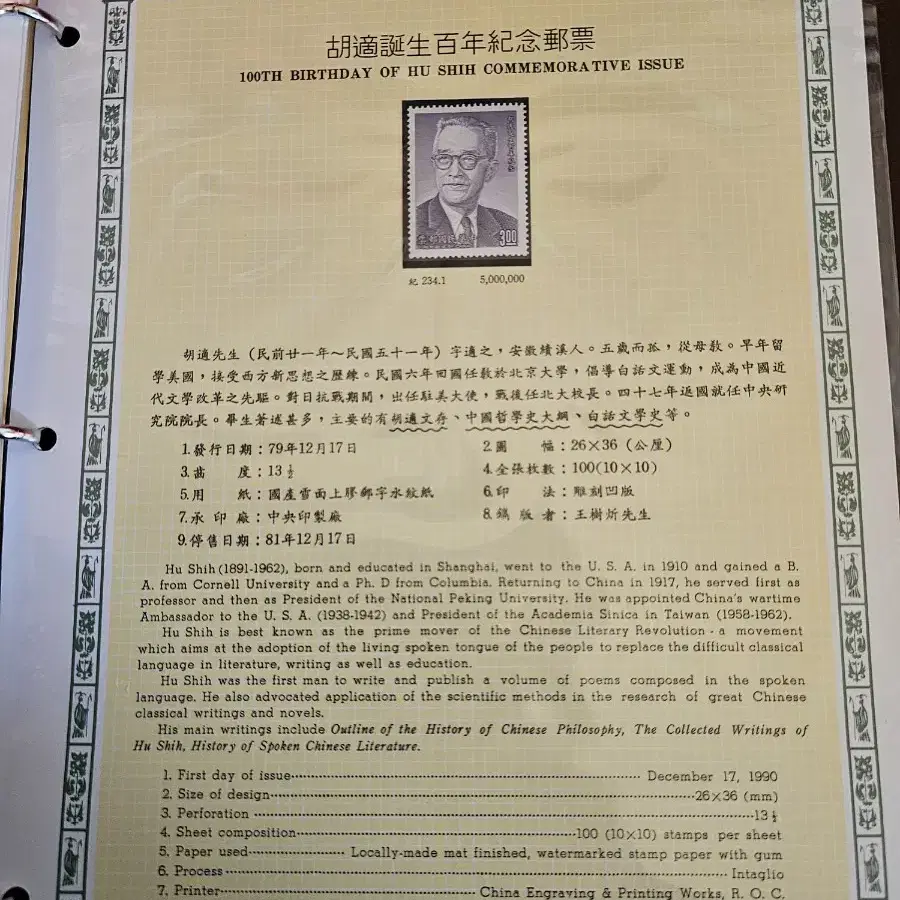 胡適誕生百年紀念郵票
100TH BIRTHDAY OF HU SHIH COMMEMORATIVE ISSUE
3.00
紀 234.1 5,000,000
胡適先生（民前廿一年～民國五十一年）字適之，安徽績溪人。五歲而孤，從母教。早年留
學美國，接受西方新思想之歷練。民國六年回國任教於北京大學，倡導白話文運動，成為中國近
代文學改革之先驅。對日抗戰期間，出任駐美大使，戰後任北大校長。四十七年返國就任中央研
究院院長。畢生著述甚多，主要的有胡適文存、中國哲學史大綱、白話文學史等。
1.發行日期：79年12月17日 2.圖 幅：26×36（公厘）
3.齒 度：13½ 4.全張枚數：100(10×10)
5.用 紙：國產雪面上膠郵字水紋紙 6.印 法：雕刻凹版
7.承印廠：中央印製廠 8.鐫版者：王樹炘先生
9.停售日期：81年12月17日
Hu Shih (1891-1962), born and educated in Shanghai, went to the U. S. A. in 1910 and gained a B.
A. from Cornell University and a Ph. D from Columbia. Returning to China in 1917, he served first as
professor and then as President of the National Peking University. He was appointed China's wartime
Ambassador to the U. S. A. (1938-1942) and President of the Academia Sinica in Taiwan (1958-1962).
Hu Shih is best known as the prime mover of the Chinese Literary Revolution - a movement
which aims at the adoption of the living spoken tongue of the people to replace the difficult classical
language in literature, writing as well as education.
Hu Shih was the first man to write and publish a volume of poems composed in the spoken
language. He also advocated application of the scientific methods in the research of great Chinese
classical writings and novels.
His main writings include Outline of the History of Chinese Philosophy, The Collected Writings of
Hu Shih, History of Spoken Chinese Literature.
1. First day of issue December 17, 1990
2. Size of design 26×36 (mm)
3. Perforation 13½
4. Sheet composition 100 (10×10) stamps per sheet
5. Paper used Locally-made mat finished, watermarked stamp paper with gum
6. Process Intaglio
7. Printer China Engraving & Printing Works, R. O. C.